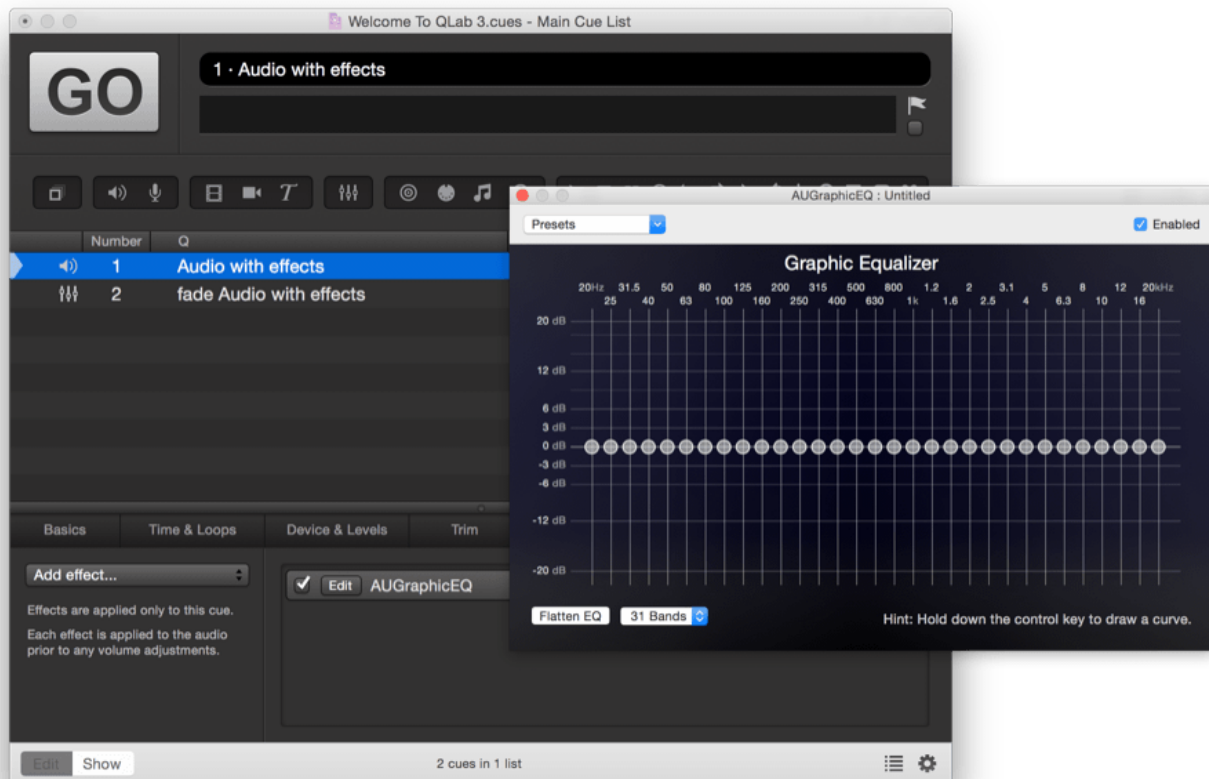 Welcome To QLab 3.cues - Main Cue List
GO
1 · Audio with effects
T
Number Q
1 Audio with effects
2 fade Audio with effects
Basics Time & Loops Device & Levels Trim
Add effect...
Effects are applied only to this cue.
Each effect is applied to the audio
prior to any volume adjustments.
Edit AUGraphicEQ
Edit Show
2 cues in 1 list
AUGraphicEQ : Untitled
Presets
Enabled
Graphic Equalizer
20Hz 31.5 50 80 125 200 315 500 800 1.2 2 3.1 5 8 12 20kHz
25 40 63 100 160 250 400 630 1k 1.6 2.5 4 6.3 10 16
20 dB
12 dB
6 dB
3 dB
0 dB
-3 dB
-6 dB
-12 dB
-20 dB
Flatten EQ 31 Bands
Hint: Hold down the control key to draw a curve.